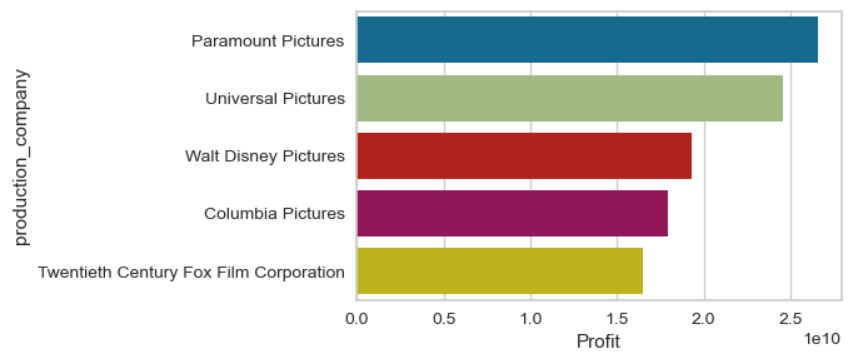 production_company
Paramount Pictures
Universal Pictures
Walt Disney Pictures
Columbia Pictures
Twentieth Century Fox Film Corporation
0.0 0.5 1.0 1.5 2.0 2.5
1e10
Profit